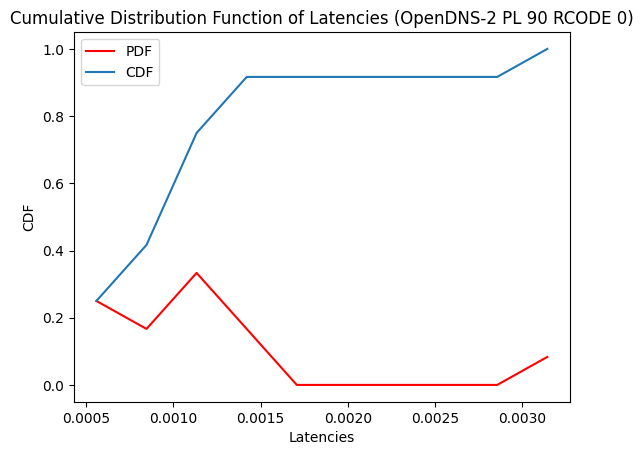 Cumulative Distribution Function of Latencies (OpenDNS-2 PL 90 RCODE 0)
PDF
CDF
1.0
0.8
0.6
0.4
0.2
0.0
CDF
0.0005
0.0010
0.0015
0.0020
0.0025
0.0030
Latencies